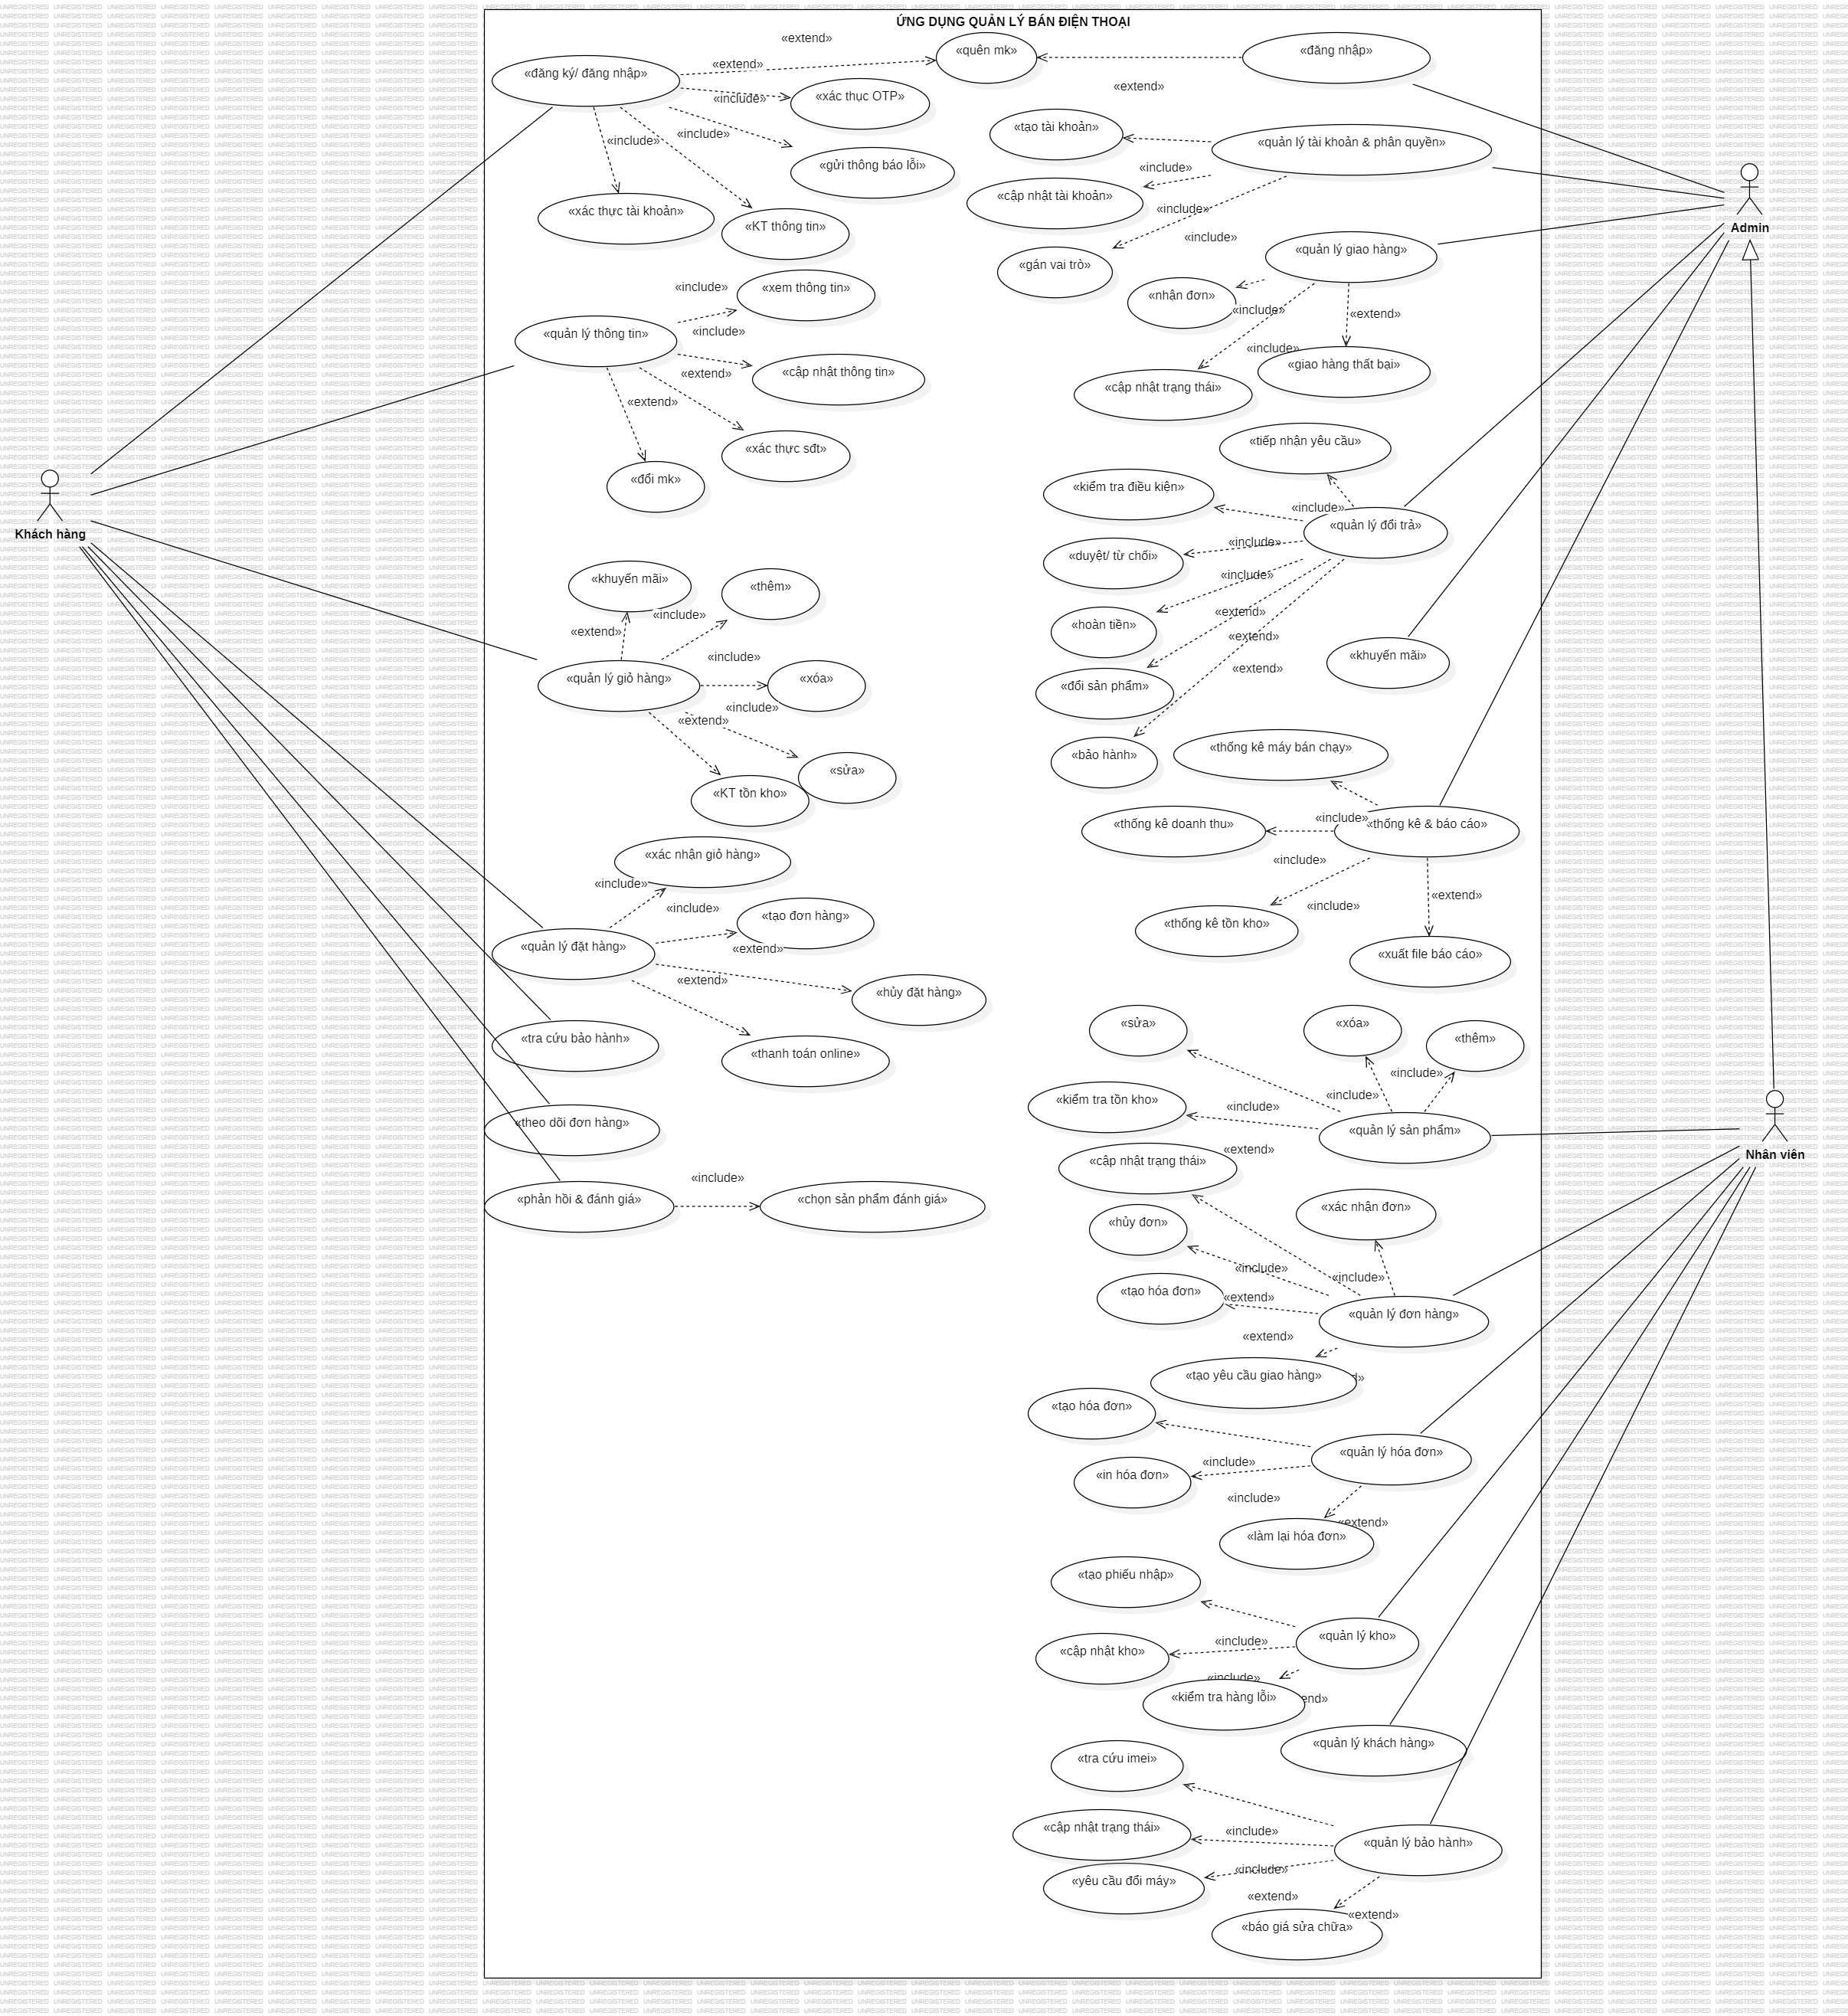 ỨNG DỤNG QUẢN LÝ BÁN ĐIỆN THOẠI
«extend»
«quên mk»
«đăng nhập»
«đăng ký/ đăng nhập»
«extend»
«extend»
«include»
«xác thục OTP»
«tạo tài khoản»
«include»
«include»
«quản lý tài khoản & phân quyền»
«gửi thông báo lỗi»
«include»
«cập nhật tài khoản»
«xác thực tài khoản»
«include»
«KT thông tin»
«include»
Admin
«quản lý giao hàng»
«gán vai trò»
«include»
«xem thông tin»
«nhận đơn»
«include»
«extend»
«quản lý thông tin»
«include»
«include»
«giao hàng thất bại»
«cập nhật thông tin»
«extend»
«cập nhật trạng thái»
«extend»
«tiếp nhận yêu cầu»
«xác thực sđt»
«đổi mk»
«kiểm tra điều kiện»
«include»
«quản lý đổi trả»
Khách hàng
«include»
«duyệt/ từ chối»
«include»
«khuyến mãi»
«thêm»
«include»
«extend»
«hoàn tiền»
«extend»
«extend»
«include»
«khuyến mãi»
«extend»
«quản lý giỏ hàng»
«xóa»
«đổi sản phẩm»
«include»
«extend»
«bảo hành»
«thống kê máy bán chạy»
«sửa»
«KT tồn kho»
«thống kê doanh thu»
«include»
«thống kê & báo cáo»
«xác nhận giỏ hàng»
«include»
«include»
«extend»
«include»
«include»
«tạo đơn hàng»
«thống kê tồn kho»
«quản lý đặt hàng»
«extend»
«xuất file báo cáo»
«extend»
«hủy đặt hàng»
«sửa»
«xóa»
«tra cứu bảo hành»
«thêm»
«thanh toán online»
«include»
«include»
«kiểm tra tồn kho»
«include»
«theo dõi đơn hàng»
«quản lý sản phẩm»
«extend»
Nhân viên
«cập nhật trạng thái»
«include»
«phản hồi & đánh giá»
«chọn sản phẩm đánh giá»
«xác nhận đơn»
«hủy đơn»
«include»
«include»
«tạo hóa đơn»
«extend»
«quản lý đơn hàng»
«extend»
«tạo yêu cầu giao hàng»
«tạo hóa đơn»
«quản lý hóa đơn»
«include»
«in hóa đơn»
«include»
«extend»
«làm lại hóa đơn»
«tạo phiếu nhập»
«quản lý kho»
«include»
«cập nhật kho»
«include»
«kiểm tra hàng lỗi»
«quản lý khách hàng»
«tra cứu imei»
«cập nhật trạng thái»
«include»
«quản lý bảo hành»
«include»
«yêu cầu đổi máy»
«extend»
«extend»
«báo giá sửa chữa»